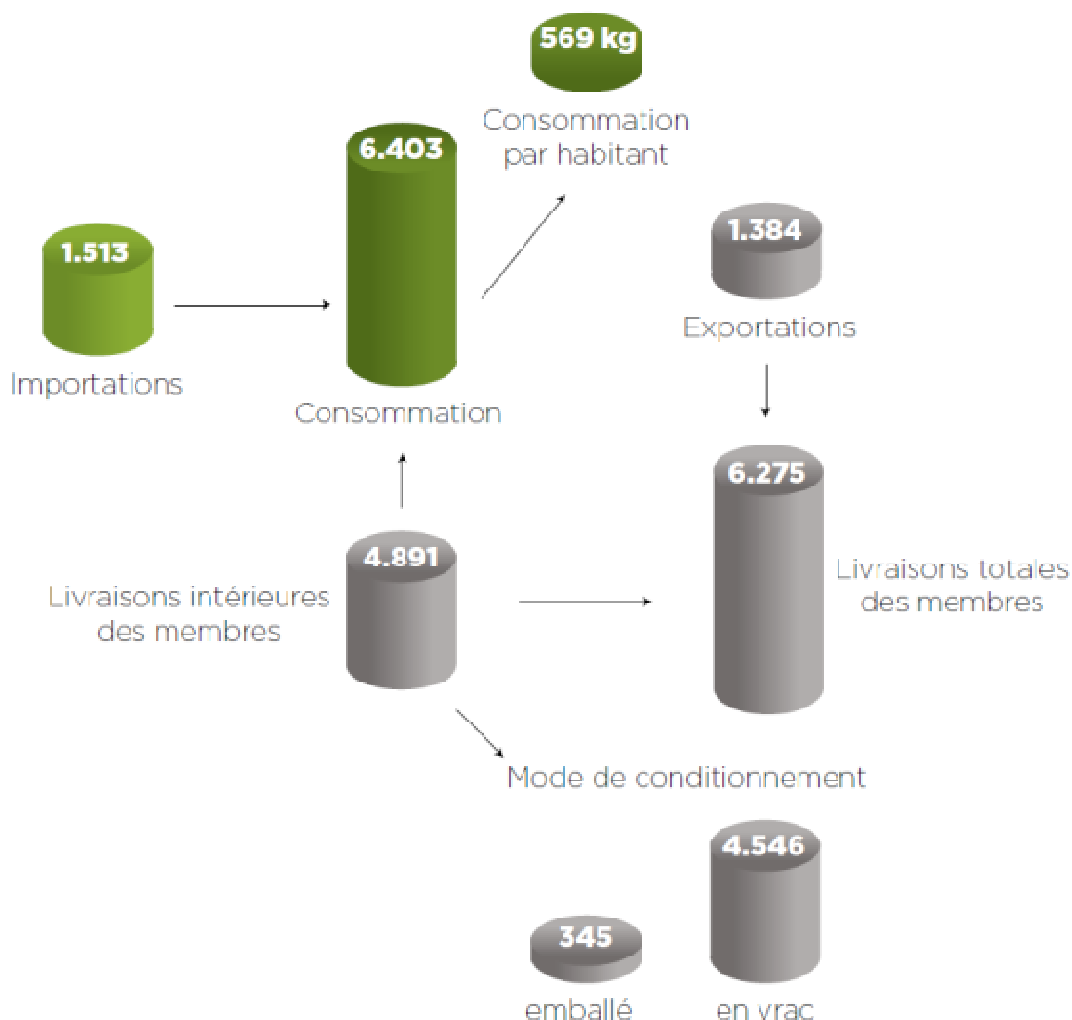 569 kg
Consommation
par habitant
6.403
Consommation
1.513
Importations
1.384
Exportations
6.275
Livraisons totales
des membres
4.891
Livraisons intérieures
des membres
Mode de conditionnement
345
emballé
4.546
en vrac